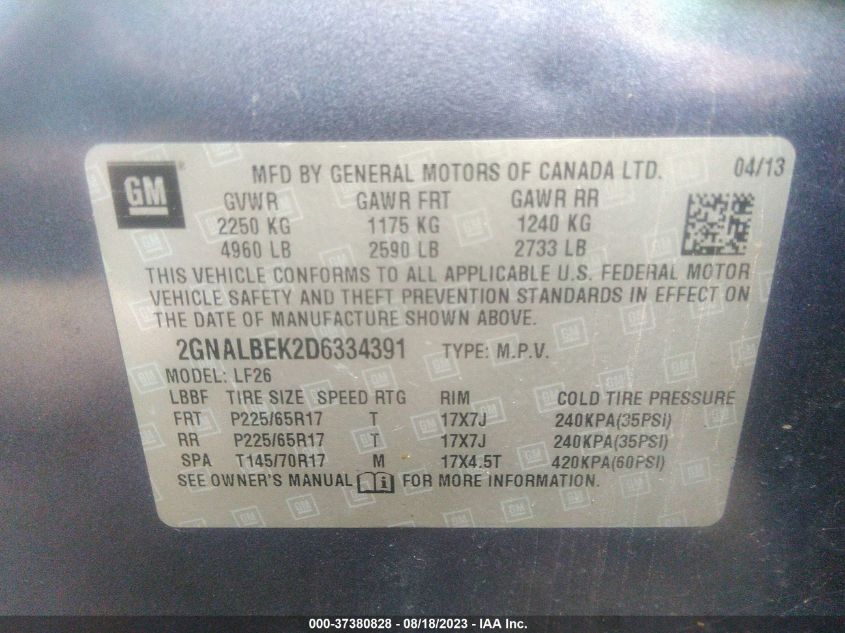 GM
MFD BY GENERAL MOTORS OF CANADA LTD. 04/13
GVWR GAWR FRT GAWR RR
2250 KG 1175 KG 1240 KG
4960 LB 2590 LB 2733 LB
THIS VEHICLE CONFORMS TO ALL APPLICABLE U.S. FEDERAL MOTOR
VEHICLE SAFETY AND THEFT PREVENTION STANDARDS IN EFFECT ON
THE DATE OF MANUFACTURE SHOWN ABOVE.
2GNALBEK2D6334391 TYPE: M.P.V.
MODEL: LF26
LBBF TIRE SIZE SPEED RTG RIM COLD TIRE PRESSURE
FRT P225/65R17 T 17X7J 240KPA(35PSI)
RR P225/65R17 T 17X7J 240KPA(35PSI)
SPA T145/70R17 M 17X4.5T 420KPA(60PSI)
SEE OWNER'S MANUAL FOR MORE INFORMATION.
000-37380828 - 08/18/2023 - IAA Inc.